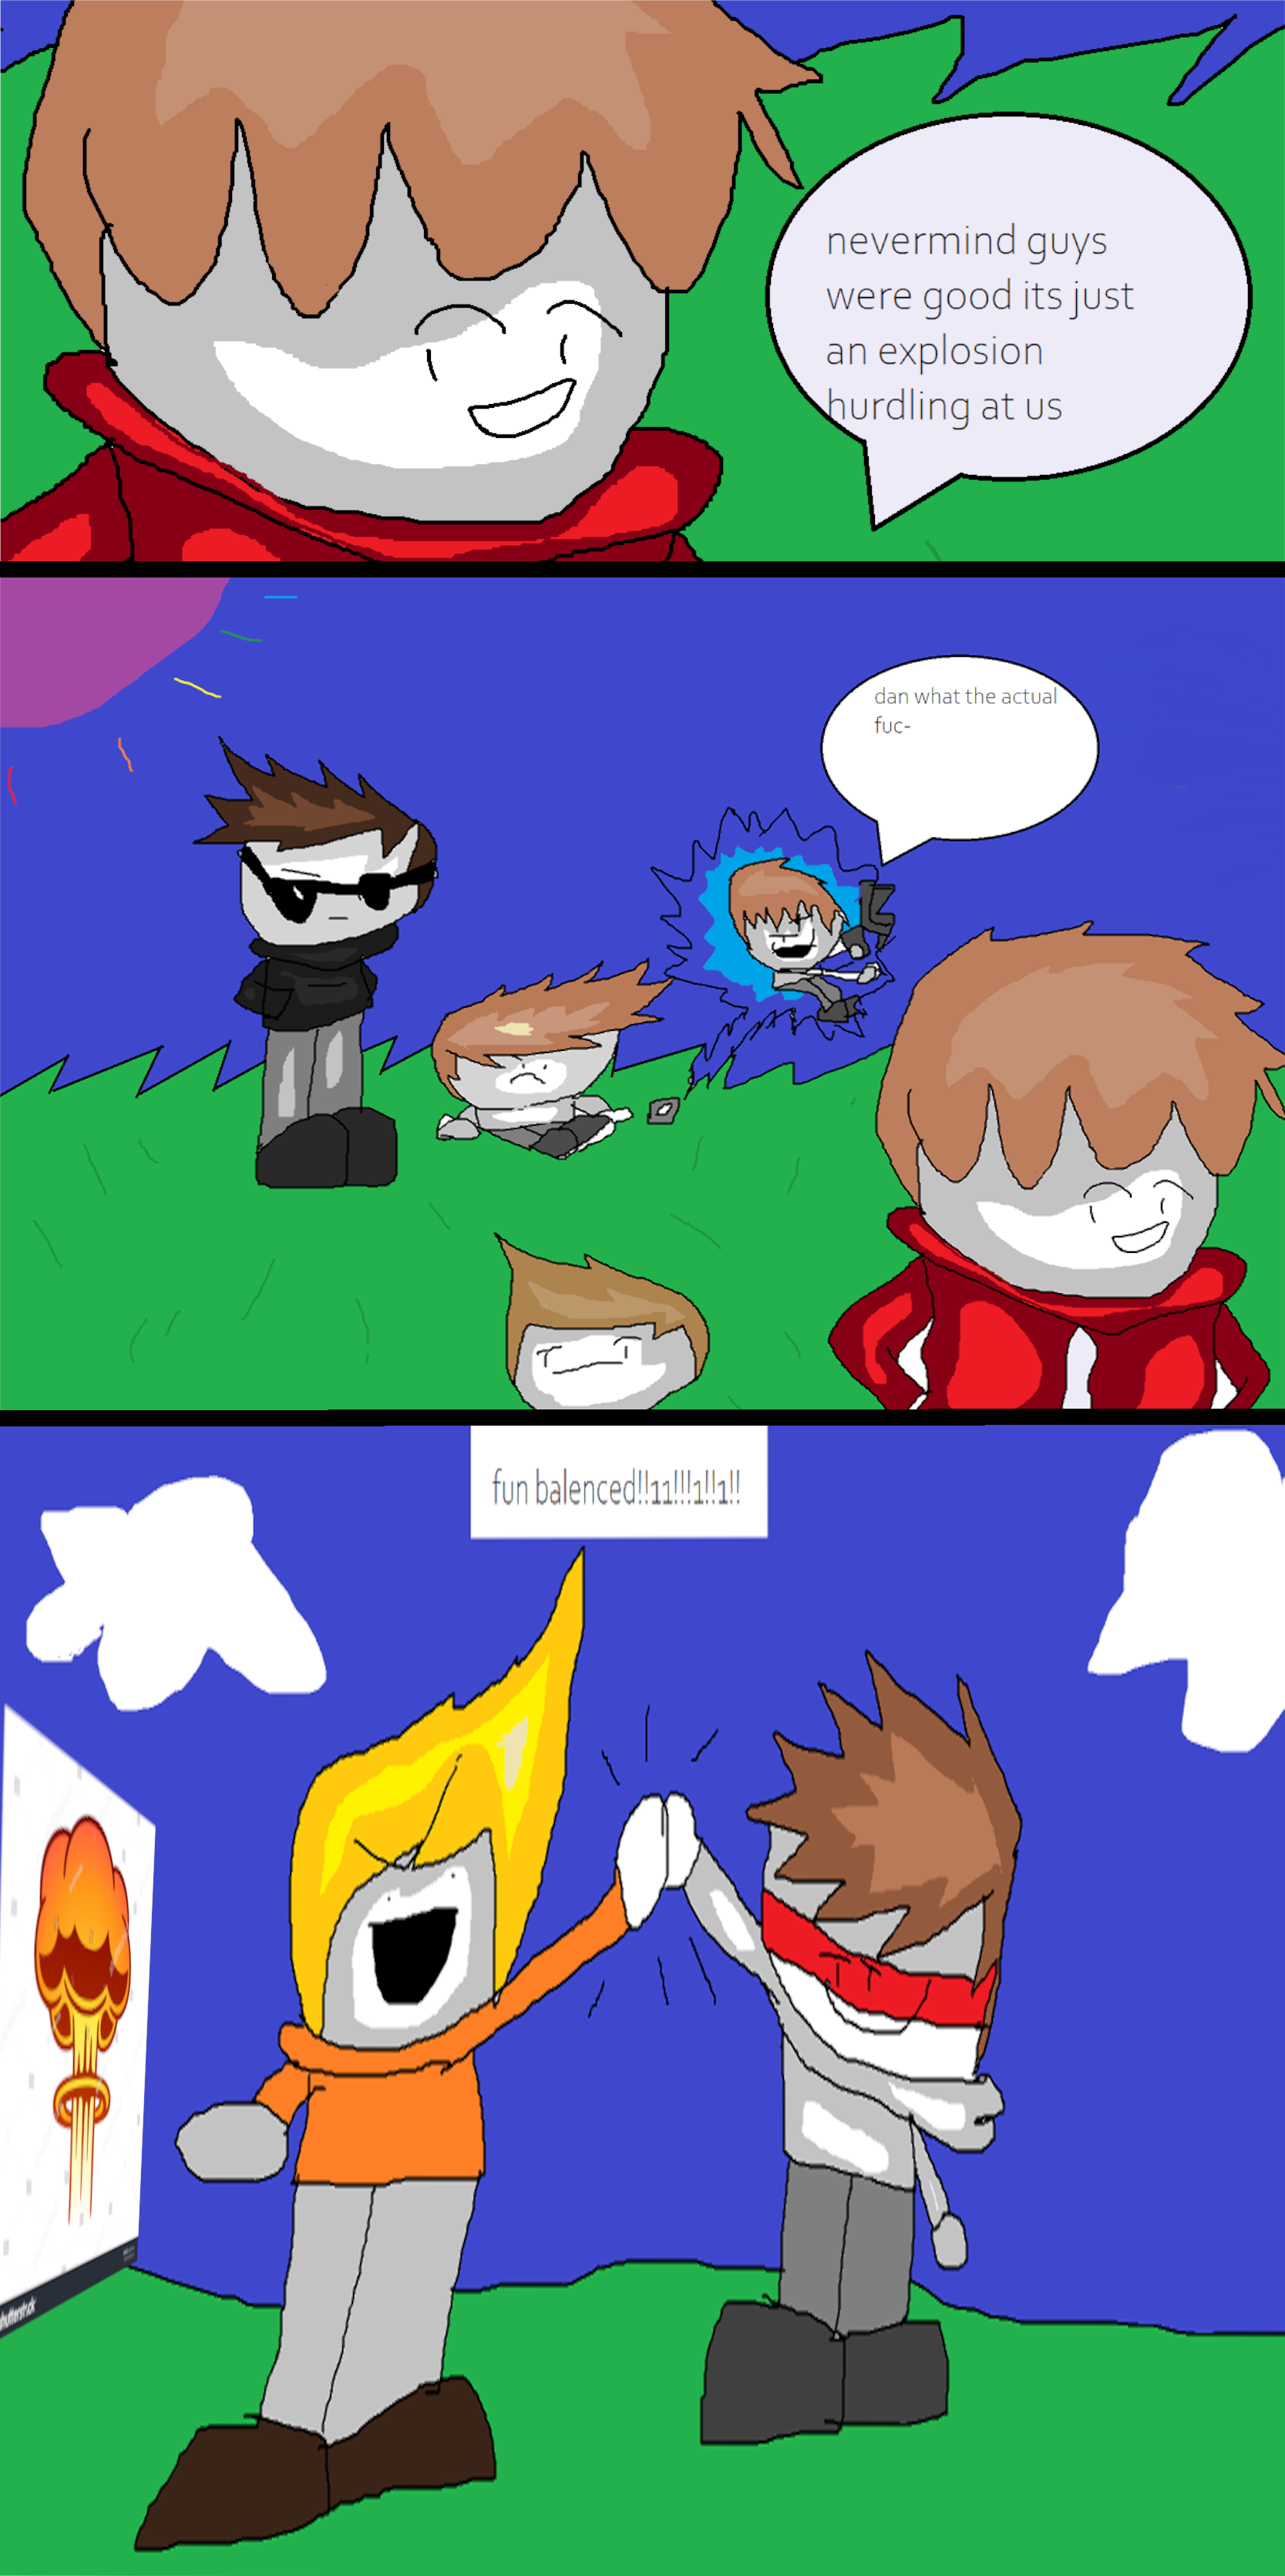 nevermind guys
were good its just
an explosion
hurdling at us
dan what the actual
fuc-
fun balenced!!11!!!1!!1!!
shutterstock